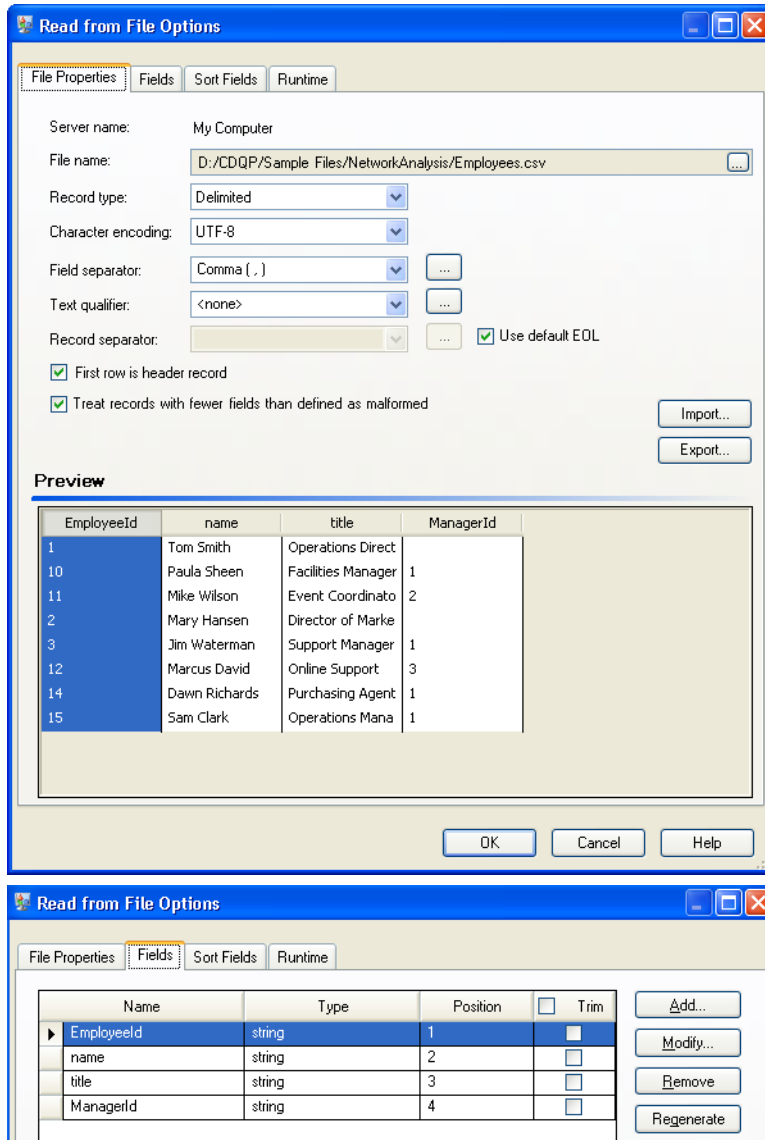 Read from File Options
File Properties Fields Sort Fields Runtime
Server name: My Computer
File name: D:/CDQP/Sample Files/NetworkAnalysis/Employees.csv ...
Record type: Delimited
Character encoding: UTF-8
Field separator: Comma ( , ) ...
Text qualifier: <none> ...
Record separator: ... Use default EOL
First row is header record
Treat records with fewer fields than defined as malformed
Import...
Export...
Preview
EmployeeId name title ManagerId
1 Tom Smith Operations Direct
10 Paula Sheen Facilities Manager 1
11 Mike Wilson Event Coordinato 2
2 Mary Hansen Director of Marke
3 Jim Waterman Support Manager 1
12 Marcus David Online Support 3
14 Dawn Richards Purchasing Agent 1
15 Sam Clark Operations Mana 1
OK Cancel Help
Read from File Options
File Properties Fields Sort Fields Runtime
Name Type Position Trim Add...
EmployeeId string 1
Modify...
name string 2
title string 3 Remove
ManagerId string 4
Regenerate